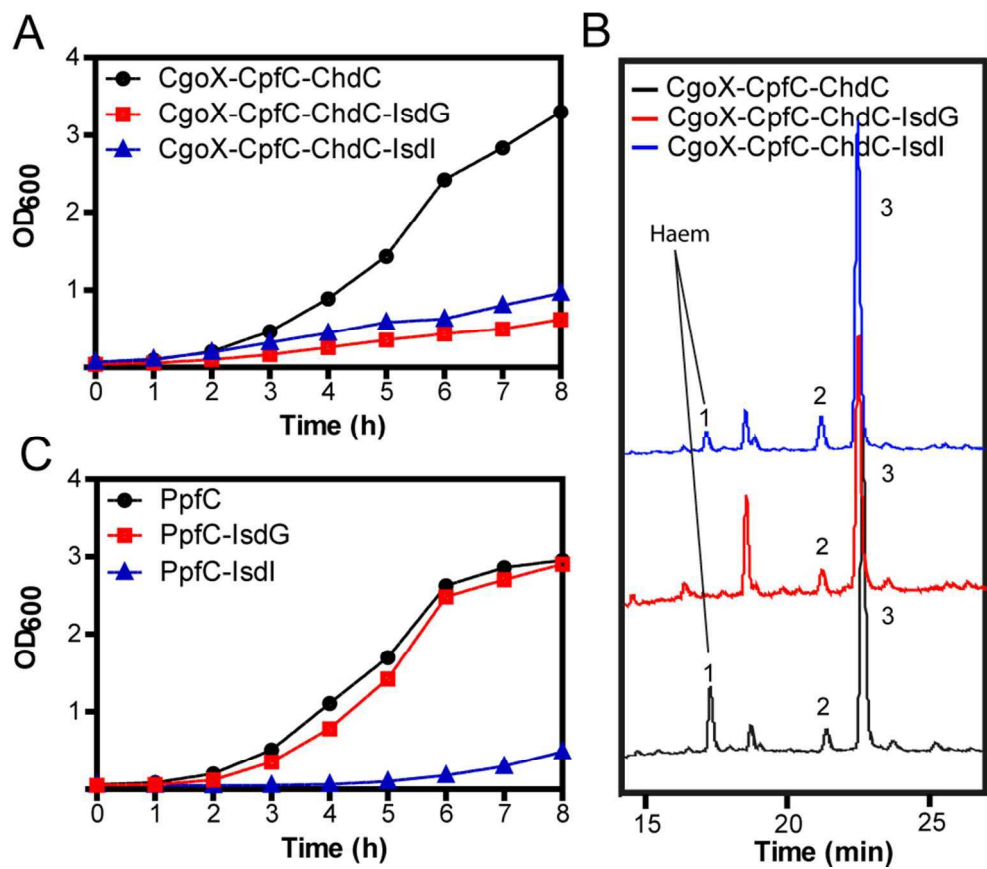 A
4
3
2
1
OD600
CgoX-CpfC-ChdC
CgoX-CpfC-ChdC-IsdG
CgoX-CpfC-ChdC-IsdI
0 1 2 3 4 5 6 7 8
Time (h)
B
CgoX-CpfC-ChdC
CgoX-CpfC-ChdC-IsdG
CgoX-CpfC-ChdC-IsdI
Haem
3
1
2
3
2
3
1
2
15 20 25
Time (min)
C
4
3
2
1
OD600
PpfC
PpfC-IsdG
PpfC-IsdI
0 1 2 3 4 5 6 7 8
Time (h)